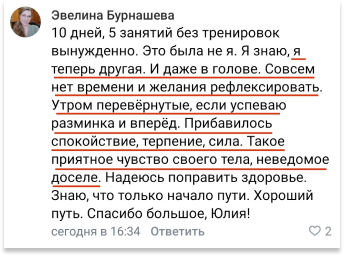 Эвелина Бурнашева
10 дней, 5 занятий без тренировок
вынужденно. Это была не я. Я знаю, я
теперь другая. И даже в голове. Совсем
нет времени и желания рефлексировать.
Утром перевёрнутые, если успеваю
разминка и вперёд. Прибавилось
спокойствие, терпение, сила. Такое
приятное чувство своего тела, неведомое
доселе. Надеюсь поправить здоровье.
Знаю, что только начало пути. Хороший
путь. Спасибо большое, Юлия!
сегодня в 16:34 Ответить 2